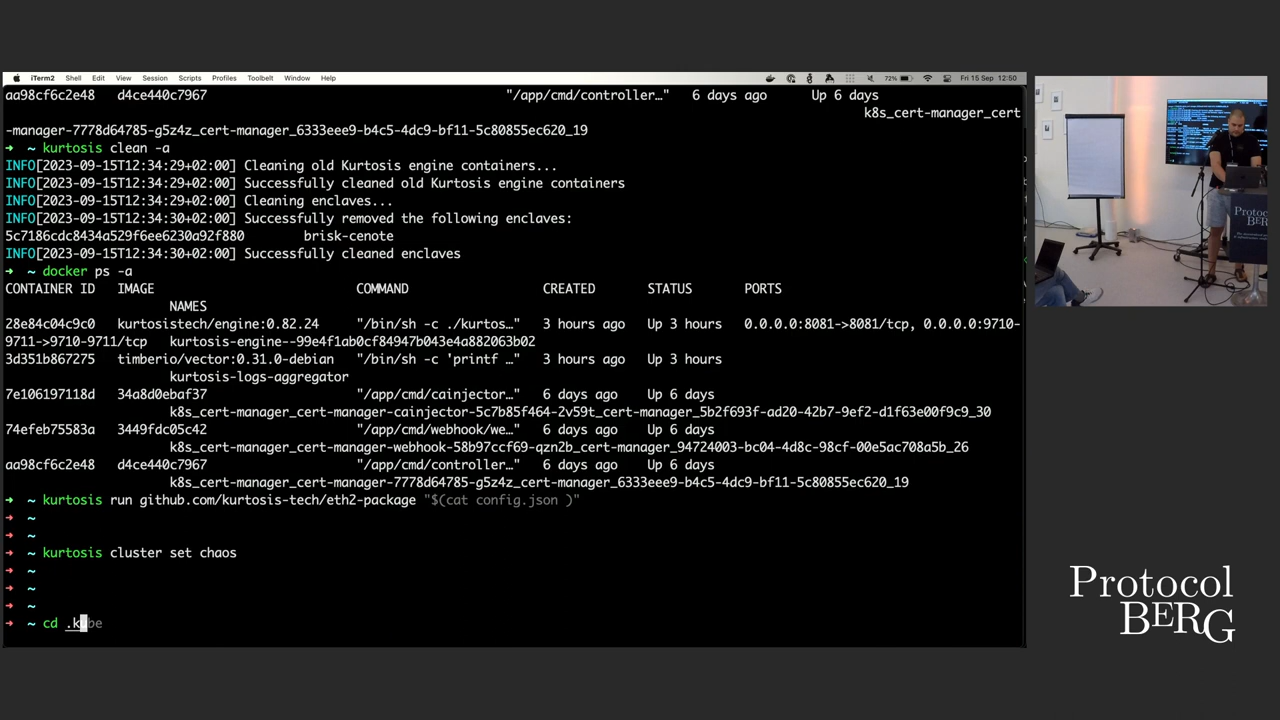 iTerm2 Shell Edit View Session Scripts Profiles Toolbelt Window Help 72% Fri 15 Sep 12:50
aa98cf6c2e48 d4ce440c7967 "/app/cmd/controller…" 6 days ago Up 6 days
k8s_cert-manager_cert
-manager-7778d64785-g5z4z_cert-manager_6333eee9-b4c5-4dc9-bf11-5c80855ec620_19
➜ ~ kurtosis clean -a
INFO[2023-09-15T12:34:29+02:00] Cleaning old Kurtosis engine containers...
INFO[2023-09-15T12:34:29+02:00] Successfully cleaned old Kurtosis engine containers
INFO[2023-09-15T12:34:29+02:00] Cleaning enclaves...
INFO[2023-09-15T12:34:30+02:00] Successfully removed the following enclaves:
5c7186cdc8434a529f6ee6230a92f880 brisk-cenote
INFO[2023-09-15T12:34:30+02:00] Successfully cleaned enclaves
➜ ~ docker ps -a
CONTAINER ID IMAGE COMMAND CREATED STATUS PORTS
NAMES
28e84c04c9c0 kurtosistech/engine:0.82.24 "/bin/sh -c ./kurtos…" 3 hours ago Up 3 hours 0.0.0.0:8081->8081/tcp, 0.0.0.0:9710-
9711->9710-9711/tcp kurtosis-engine--99e4f1ab0cf84947b043e4a882063b02
3d351b867275 timberio/vector:0.31.0-debian "/bin/sh -c 'printf …" 3 hours ago Up 3 hours
kurtosis-logs-aggregator
7e106197118d 34a8d0ebaf37 "/app/cmd/cainjector…" 6 days ago Up 6 days
k8s_cert-manager_cert-manager-cainjector-5c7b85f464-2v59t_cert-manager_5b2f693f-ad20-42b7-9ef2-d1f63e00f9c9_30
74efeb75583a 3449fdc05c42 "/app/cmd/webhook/we…" 6 days ago Up 6 days
k8s_cert-manager_cert-manager-webhook-58b97ccf69-qzn2b_cert-manager_94724003-bc04-4d8c-98cf-00e5ac708a5b_26
aa98cf6c2e48 d4ce440c7967 "/app/cmd/controller…" 6 days ago Up 6 days
k8s_cert-manager_cert-manager-7778d64785-g5z4z_cert-manager_6333eee9-b4c5-4dc9-bf11-5c80855ec620_19
➜ ~ kurtosis run github.com/kurtosis-tech/eth2-package "$(cat config.json )"
➜ ~
➜ ~
➜ ~ kurtosis cluster set chaos
➜ ~
➜ ~
➜ ~
➜ ~ cd .kube
Protocol
BERG
Protocol
BERG